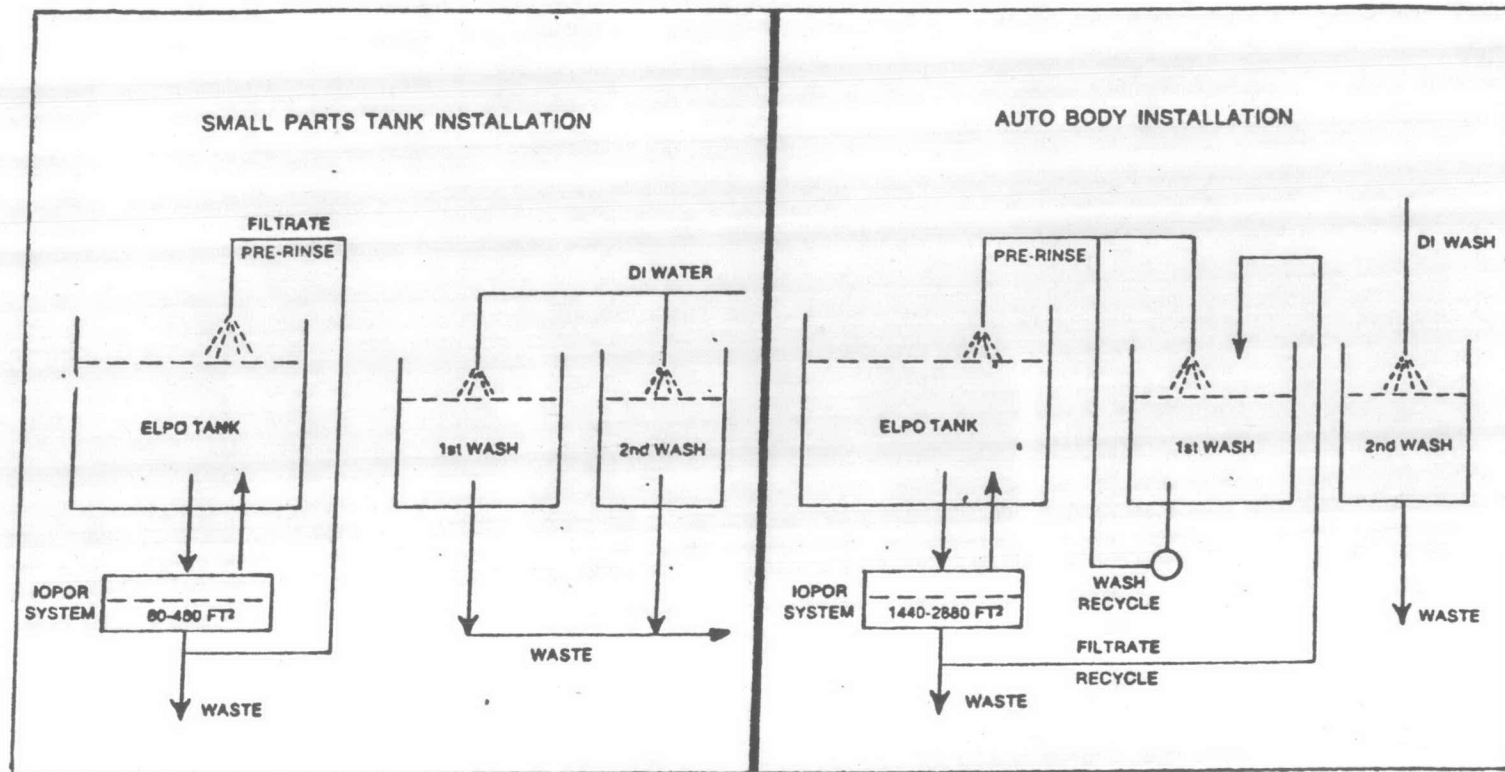 SMALL PARTS TANK INSTALLATION
FILTRATE
PRE-RINSE
DI WATER
ELPO TANK
1st WASH
2nd WASH
IOPOR
SYSTEM
80-480 FT²
WASTE
WASTE
AUTO BODY INSTALLATION
PRE-RINSE
DI WASH
ELPO TANK
1st WASH
2nd WASH
IOPOR
SYSTEM
1440-2880 FT²
WASH
RECYCLE
WASTE
FILTRATE
RECYCLE
WASTE